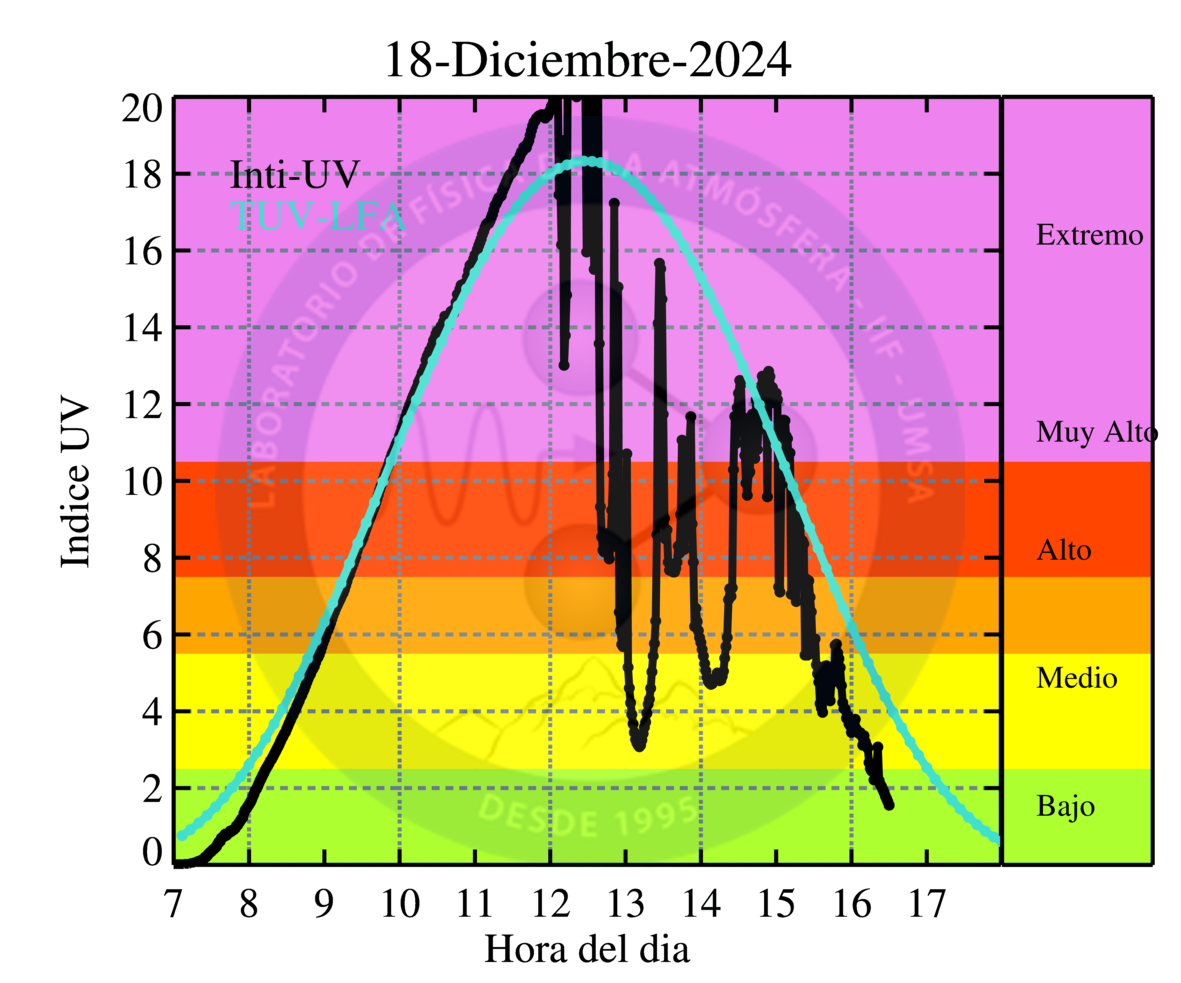 18-Diciembre-2024
Inti-UV
TUV-LFA
Indice UV
20
18
16
14
12
10
8
6
4
2
0
7 8 9 10 11 12 13 14 15 16 17
Hora del dia
Extremo
Muy Alto
Alto
Medio
Bajo
LABORATORIO DE FÍSICA DE LA ATMÓSFERA - IIF - UMSA
DESDE 1995